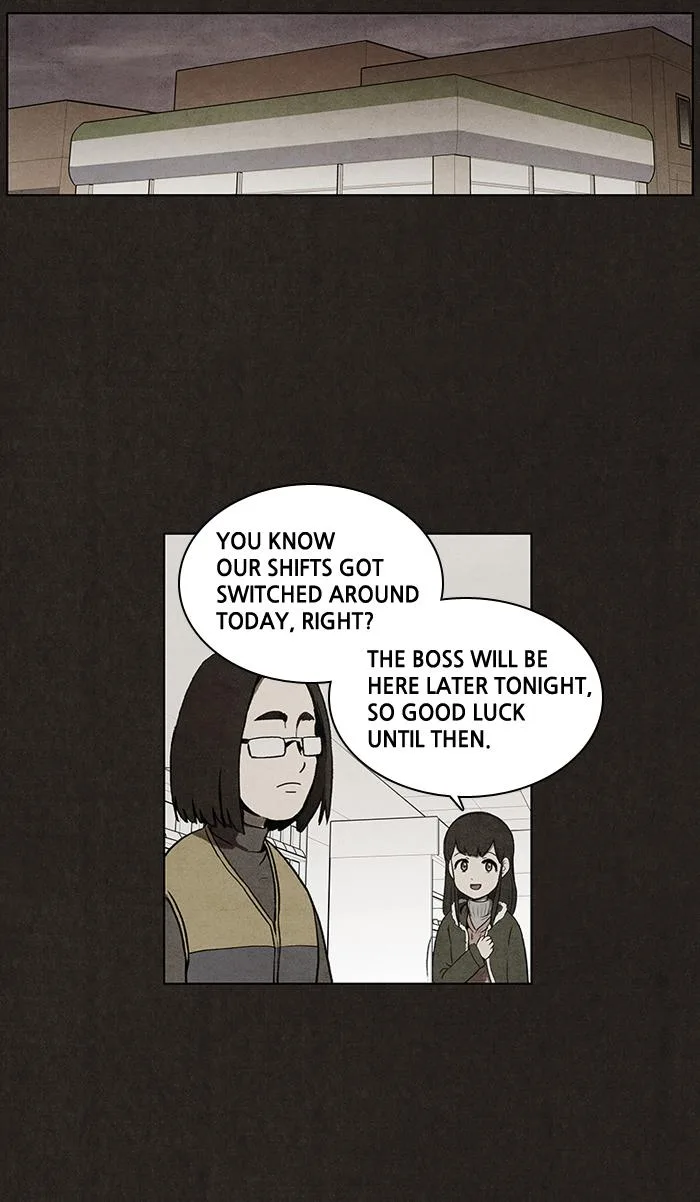 YOU KNOW
OUR SHIFTS GOT
SWITCHED AROUND
TODAY, RIGHT?
THE BOSS WILL BE
HERE LATER TONIGHT,
SO GOOD LUCK
UNTIL THEN.